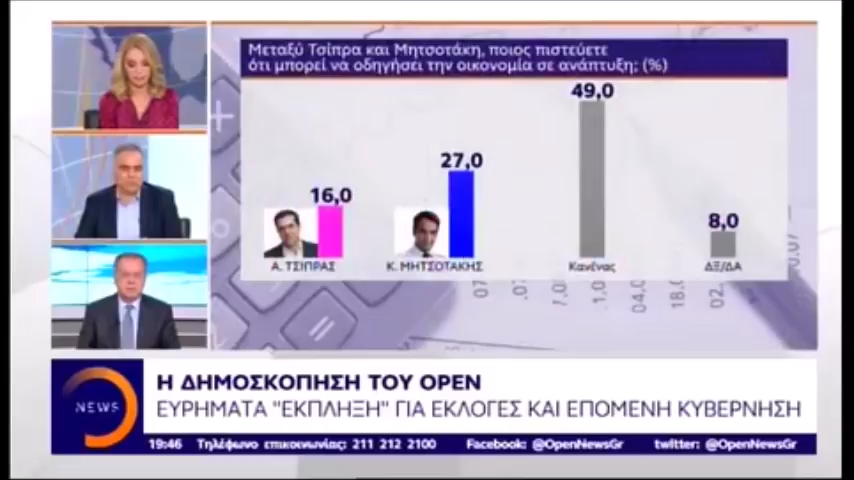 Μεταξύ Τσίπρα και Μητσοτάκη, ποιος πιστεύετε
ότι μπορεί να οδηγήσει την οικονομία σε ανάπτυξη; (%)
16,0
27,0
49,0
8,0
Α. ΤΣΙΠΡΑΣ
Κ. ΜΗΤΣΟΤΑΚΗΣ
Κανένας
ΔΞ/ΔΑ
NEWS
Η ΔΗΜΟΣΚΟΠΗΣΗ ΤΟΥ OPEN
ΕΥΡΗΜΑΤΑ "ΕΚΠΛΗΞΗ" ΓΙΑ ΕΚΛΟΓΕΣ ΚΑΙ ΕΠΟΜΕΝΗ ΚΥΒΕΡΝΗΣΗ
19:46 Τηλέφωνο επικοινωνίας: 211 212 2100 Facebook: @OpenNewsGr twitter: @OpenNewsGr